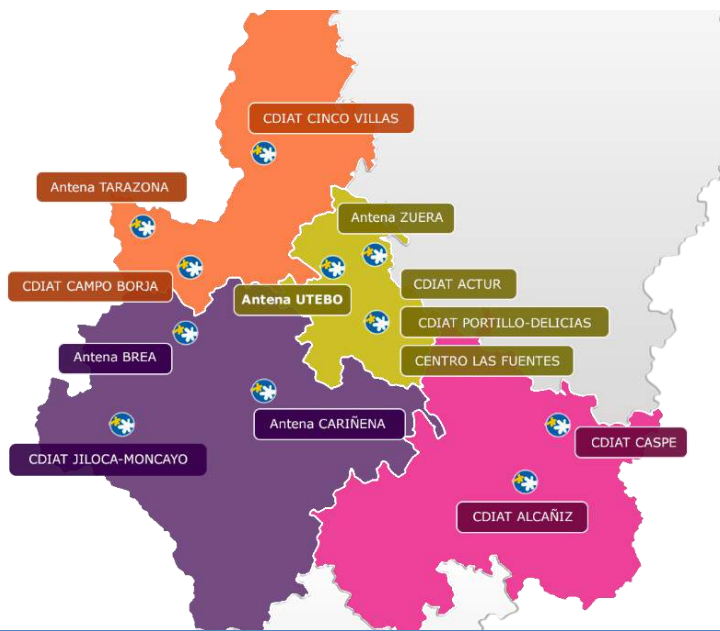 CDIAT CINCO VILLAS
Antena TARAZONA
Antena ZUERA
CDIAT CAMPO BORJA
CDIAT ACTUR
Antena UTEBO
CDIAT PORTILLO-DELICIAS
Antena BREA
CENTRO LAS FUENTES
Antena CARIÑENA
CDIAT CASPE
CDIAT JILOCA-MONCAYO
CDIAT ALCAÑIZ